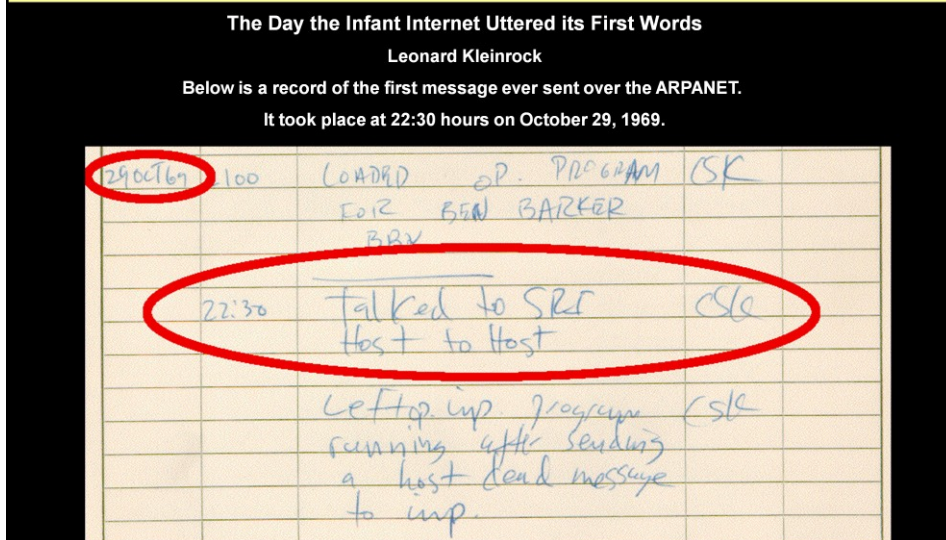 The Day the Infant Internet Uttered its First Words
Leonard Kleinrock
Below is a record of the first message ever sent over the ARPANET.
It took place at 22:30 hours on October 29, 1969.
29OCT69 2100 LOADED OP. PROGRAM CSK
FOR BEN BARKER
BBN
22:30 Talked to SRI CSK
Host to Host
Left op. imp. program CSK
running after sending
a host dead message
to imp.